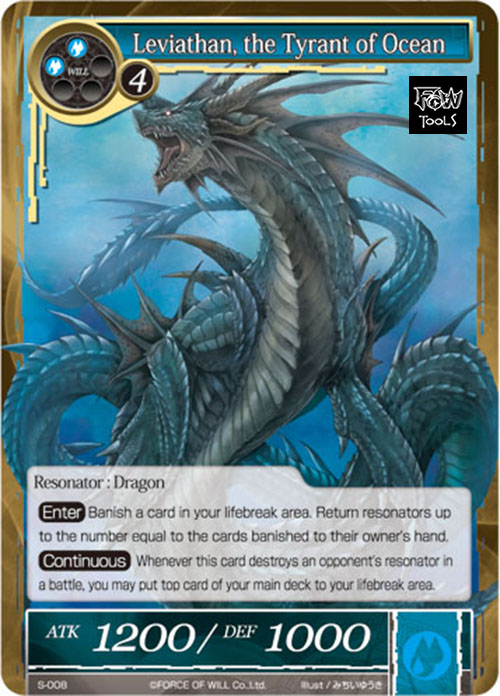 Leviathan, the Tyrant of Ocean
WILL
4
FOW
TOOLS
Resonator : Dragon
Enter Banish a card in your lifebreak area. Return resonators up
to the number equal to the cards banished to their owner's hand.
Continuous Whenever this card destroys an opponent's resonator in
a battle, you may put top card of your main deck to your lifebreak area.
ATK 1200/ DEF 1000
S-008 ©FORCE OF WILL Co.,Ltd. Illust / みちいゆうき